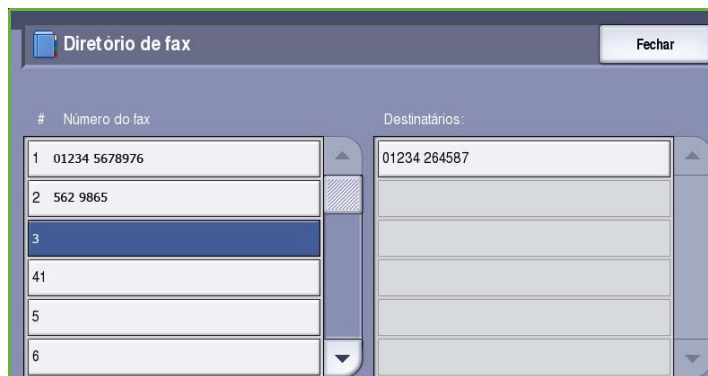 Diretório de fax
Fechar
# Número do fax
Destinatários:
1 01234 5678976
01234 264587
2 562 9865
3
41
5
6